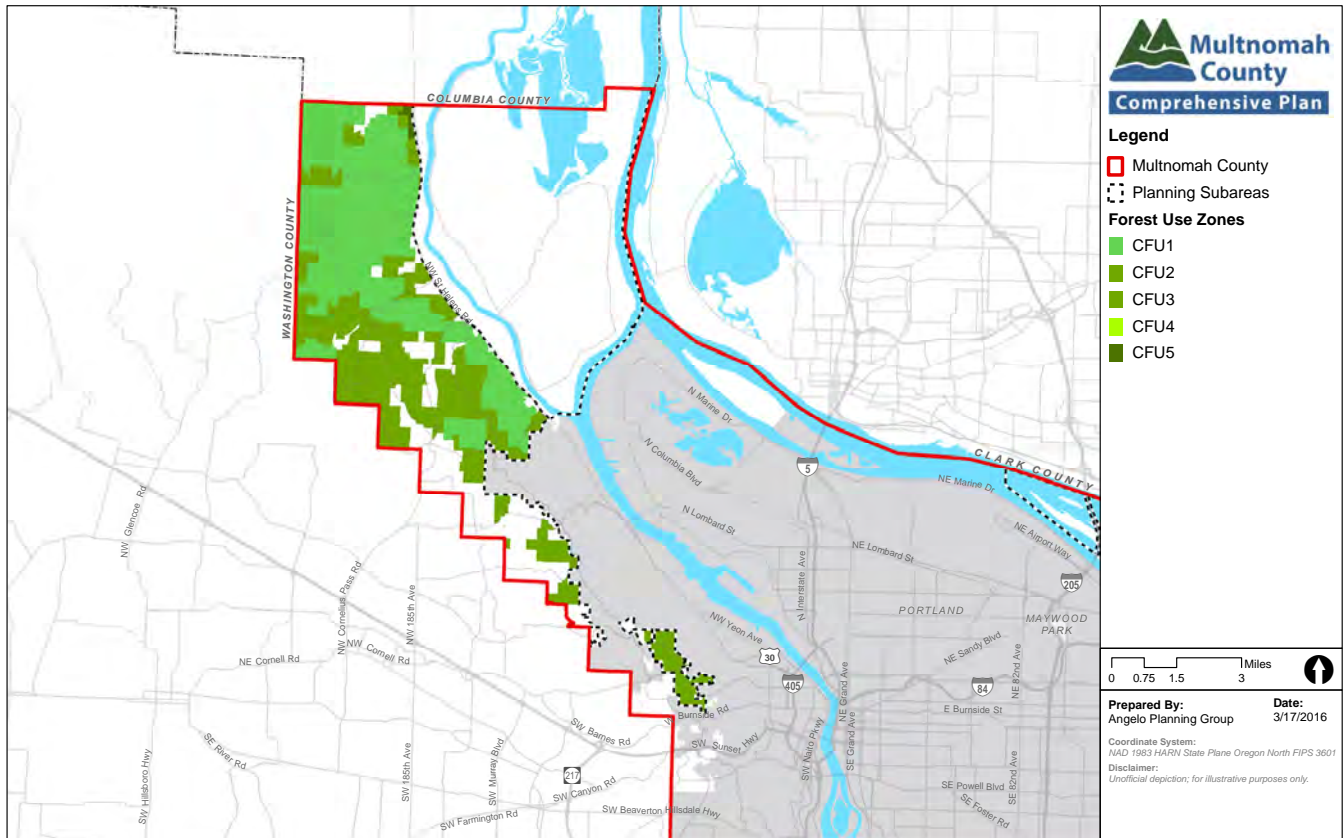 COLUMBIA COUNTY
WASHINGTON COUNTY
NW St Helens Rd
CLARK COUNTY
N Marine Dr
N Columbia Blvd
5
NE Marine Dr
N Lombard St
NE Lombard St
NE Airport Way
205
NW Glencoe Rd
NW Cornelius Pass Rd
NW 185th Ave
N Interstate Ave
PORTLAND
MAYWOOD
PARK
NW Yeon Ave
NE Sandy Blvd
NE Cornell Rd
NW Cornell Rd
30
405
84
NE Grand Ave
NE 82nd Ave
W Burnside Rd
E Burnside St
SW Barnes Rd
SW Sunset Hwy
SE River Rd
SW Hillsboro Hwy
SW 185th Ave
SW Murray Blvd
217
SW Canyon Rd
SW Naito Pkwy
SE Grand Ave
SE 82nd Ave
SE Powell Blvd
SE Foster Rd
SW Farmington Rd
SW Beaverton Hillsdale Hwy
Multnomah
County
Comprehensive Plan
Legend
Multnomah County
Planning Subareas
Forest Use Zones
CFU1
CFU2
CFU3
CFU4
CFU5
Miles
0 0.75 1.5 3
Prepared By:
Angelo Planning Group
Date:
3/17/2016
Coordinate System:
NAD 1983 HARN State Plane Oregon North FIPS 3601
Disclaimer:
Unofficial depiction; for illustrative purposes only.